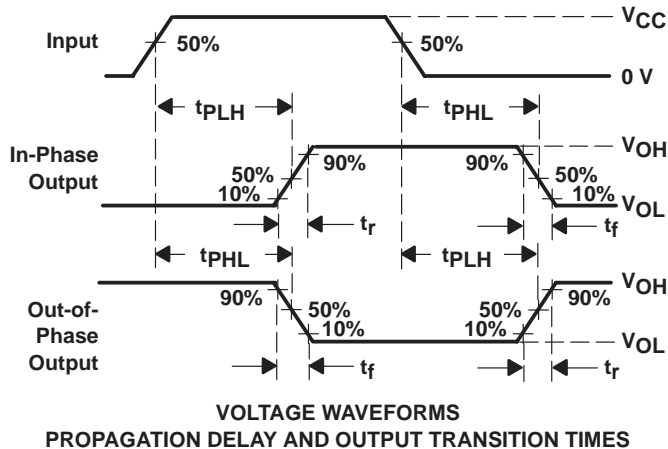 Input
50%
50%
VCC
0 V
tPLH
tPHL
In-Phase
Output
50%
10%
90%
90%
50%
10%
VOH
VOL
tr
tf
tPHL
tPLH
Out-of-
Phase
Output
90%
50%
10%
50%
10%
90%
VOH
VOL
tf
tr
VOLTAGE WAVEFORMS
PROPAGATION DELAY AND OUTPUT TRANSITION TIMES